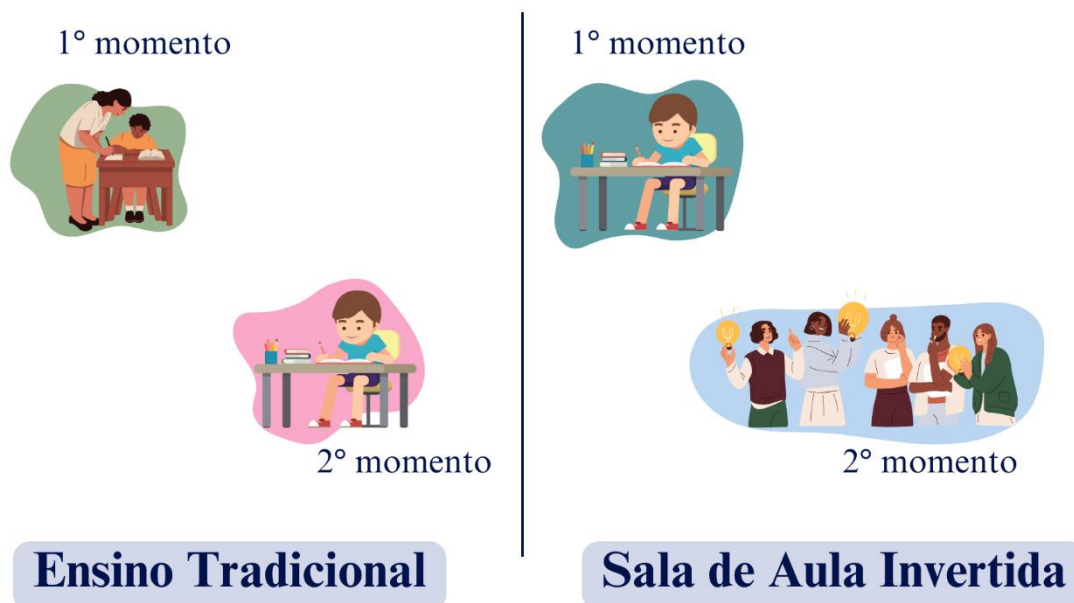 1° momento
2° momento
Ensino Tradicional
1° momento
2° momento
Sala de Aula Invertida